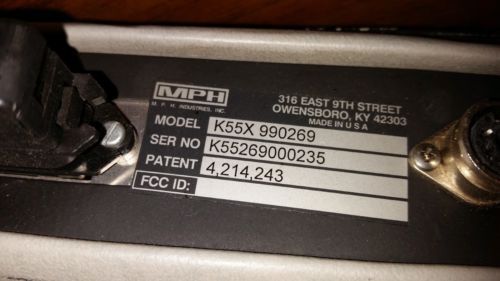 MPH
M. P. H. INDUSTRIES, INC.
316 EAST 9TH STREET
OWENSBORO, KY 42303
MADE IN U S A
MODEL K55X 990269
SER NO K55269000235
PATENT 4,214,243
FCC ID: